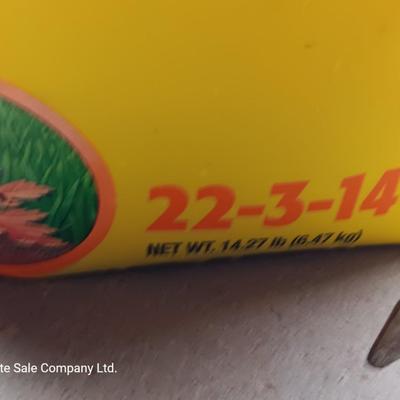 22-3-14
NET WT. 14.27 lb (6.47 kg)
te Sale Company Ltd.